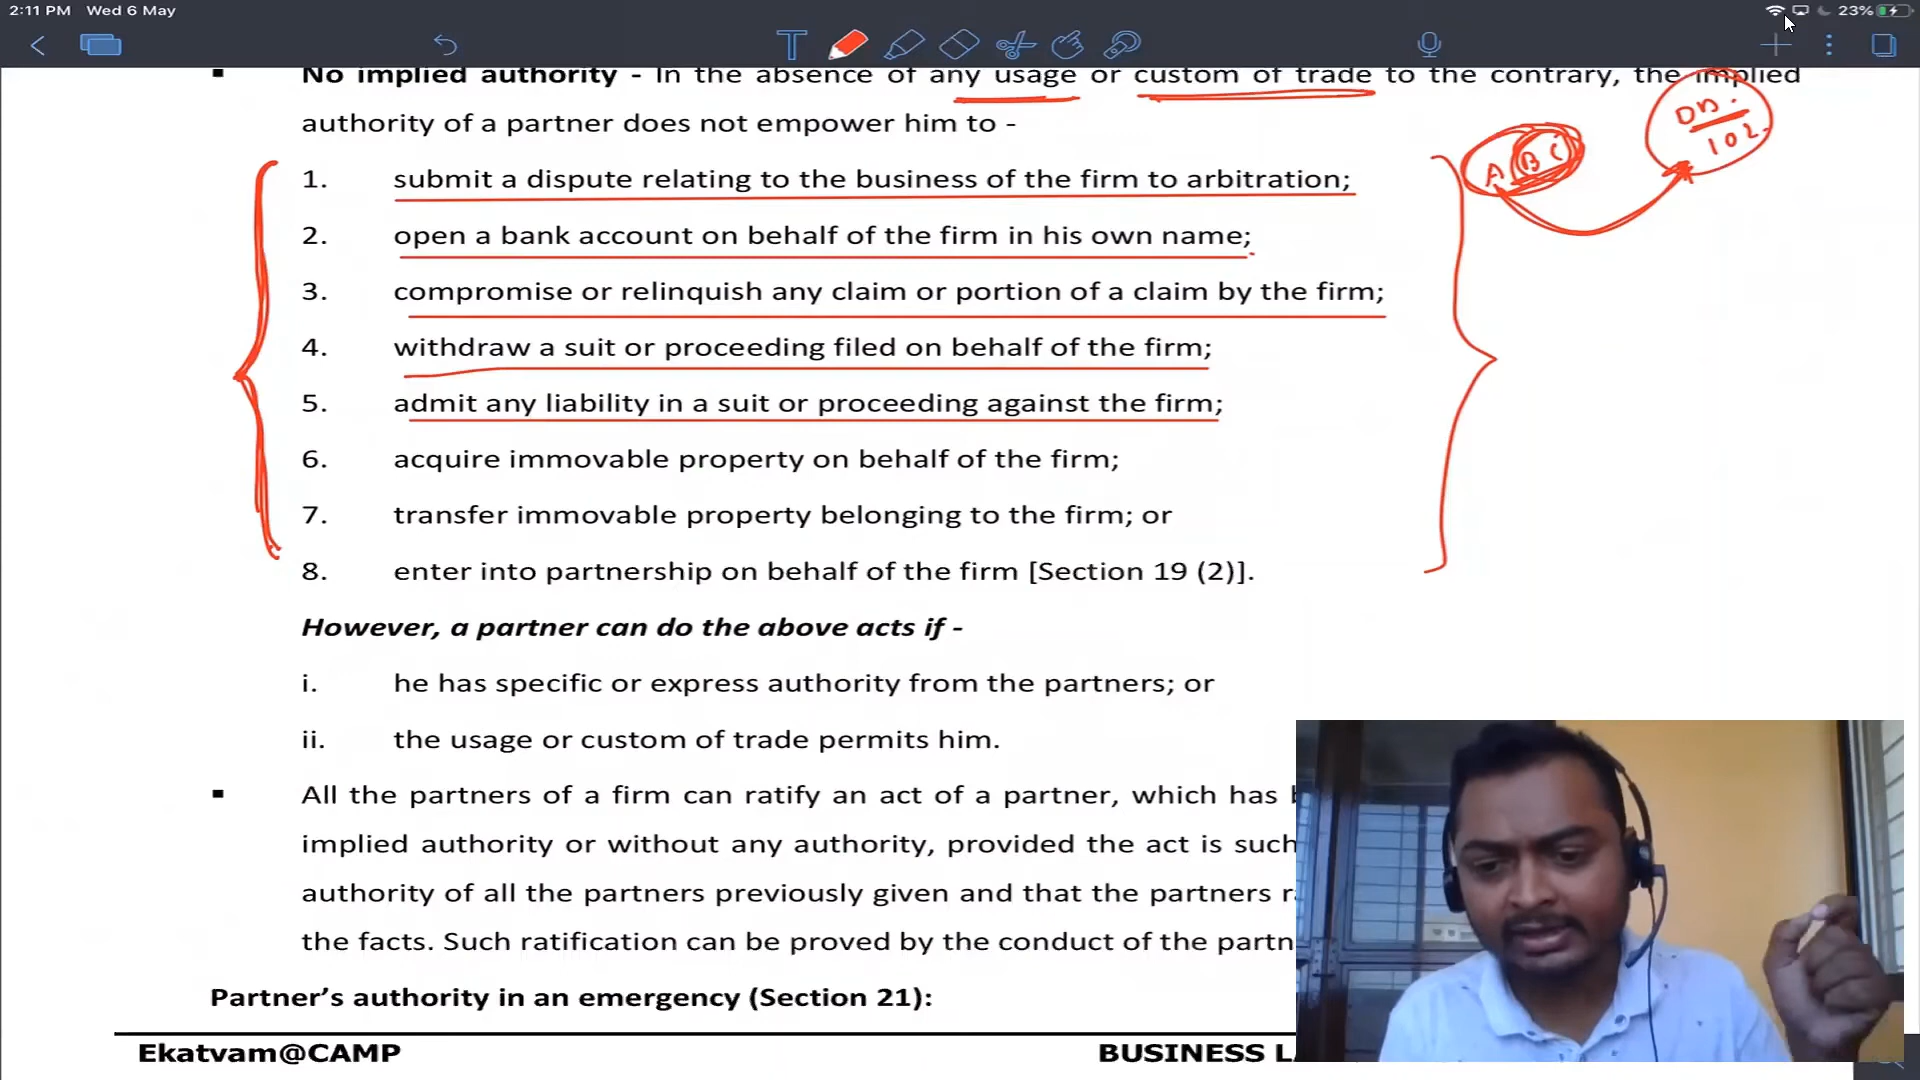 2:11 PM Wed 6 May
23%
No implied authority - In the absence of any usage or custom of trade to the contrary, the implied
authority of a partner does not empower him to -
1. submit a dispute relating to the business of the firm to arbitration;
2. open a bank account on behalf of the firm in his own name;
3. compromise or relinquish any claim or portion of a claim by the firm;
4. withdraw a suit or proceeding filed on behalf of the firm;
5. admit any liability in a suit or proceeding against the firm;
6. acquire immovable property on behalf of the firm;
7. transfer immovable property belonging to the firm; or
8. enter into partnership on behalf of the firm [Section 19 (2)].
A B C
102
However, a partner can do the above acts if -
i. he has specific or express authority from the partners; or
ii. the usage or custom of trade permits him.
All the partners of a firm can ratify an act of a partner, which has
implied authority or without any authority, provided the act is such
authority of all the partners previously given and that the partners
the facts. Such ratification can be proved by the conduct of the
Partner's authority in an emergency (Section 21):
Ekatvam@CAMP
BUSINESS